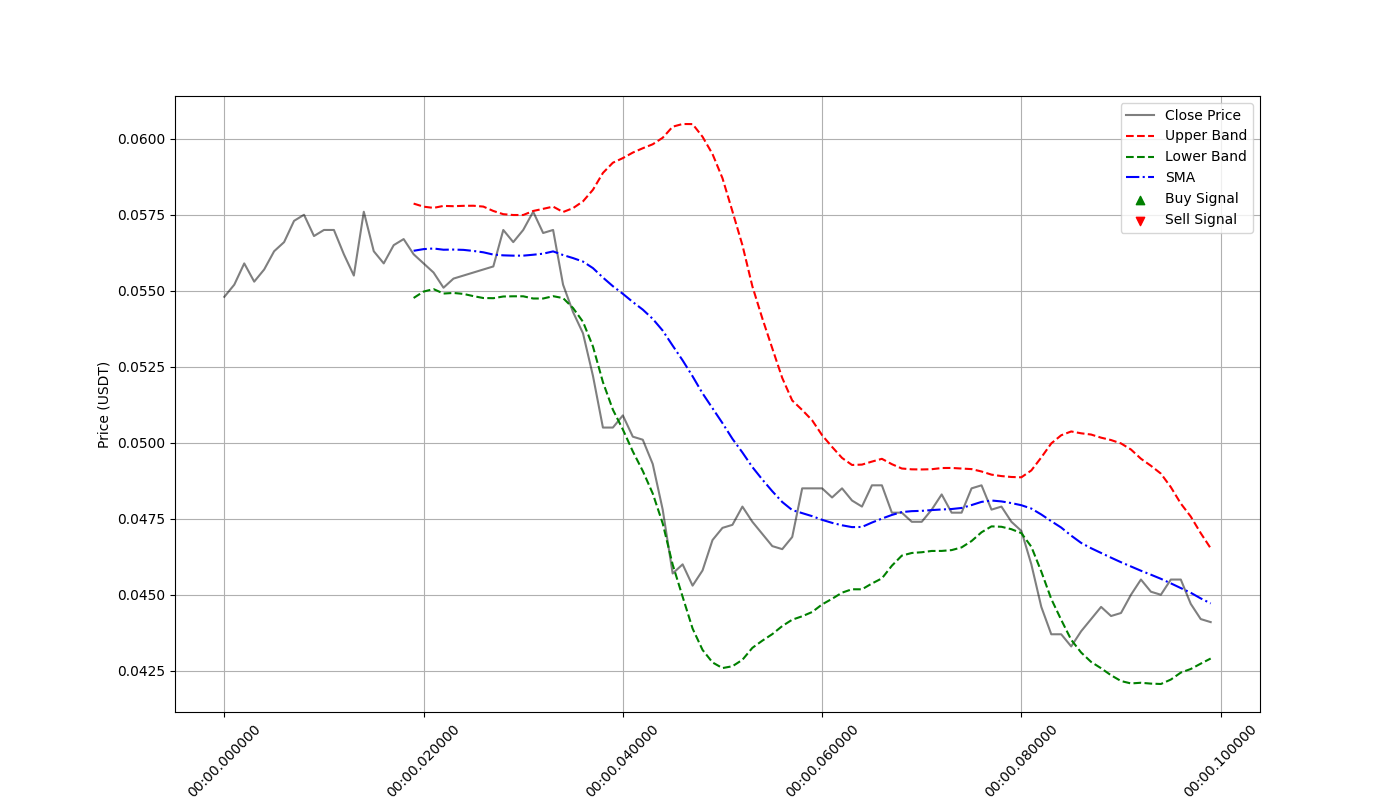 Close Price
Upper Band
Lower Band
SMA
Buy Signal
Sell Signal
Price (USDT)
0.0600
0.0575
0.0550
0.0525
0.0500
0.0475
0.0450
0.0425
00:00.000000
00:00.020000
00:00.040000
00:00.060000
00:00.080000
00:00.100000